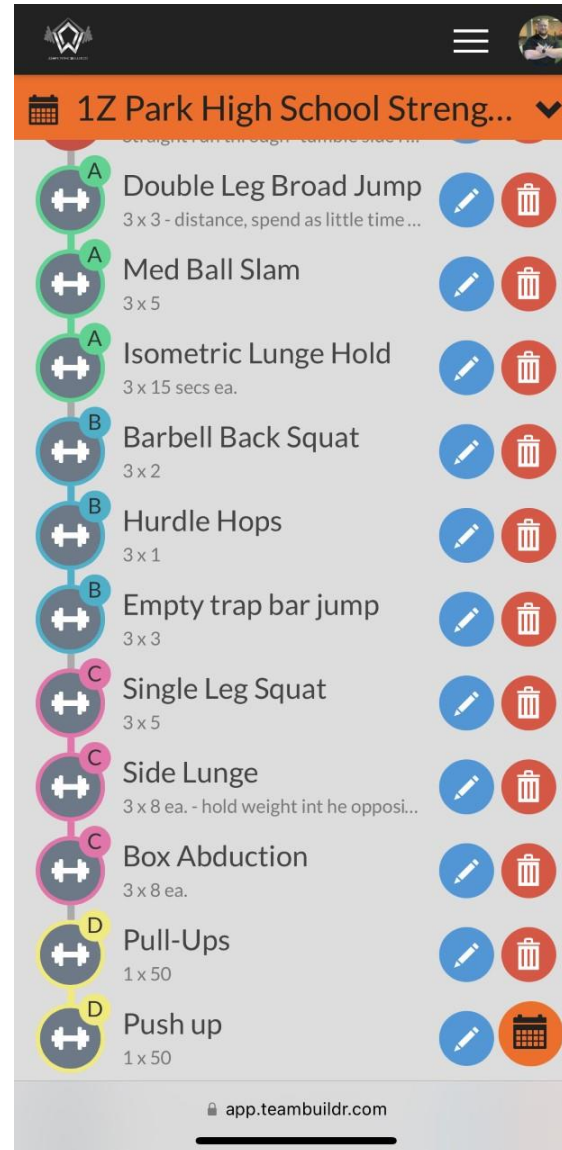 1Z Park High School Streng...
A
Double Leg Broad Jump
3 x 3 - distance, spend as little time ...
A
Med Ball Slam
3 x 5
A
Isometric Lunge Hold
3 x 15 secs ea.
B
Barbell Back Squat
3 x 2
B
Hurdle Hops
3 x 1
B
Empty trap bar jump
3 x 3
C
Single Leg Squat
3 x 5
C
Side Lunge
3 x 8 ea. - hold weight int he opposi...
C
Box Abduction
3 x 8 ea.
D
Pull-Ups
1 x 50
D
Push up
1 x 50
app.teambuildr.com